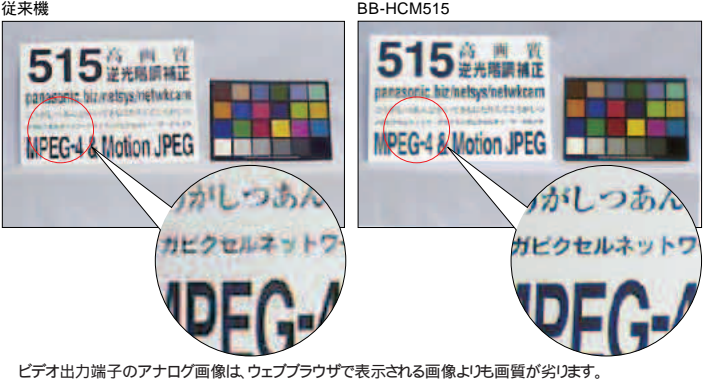 従来機
BB-HCM515
515 高画質
逆光階調補正
panasonic.biz/netsys/netwkcam
MPEG-4 & Motion JPEG
がしつあん
ガピクセルネットワ
MPEG-4
515 高画質
逆光階調補正
panasonic.biz/netsys/netwkcam
MPEG-4 & Motion JPEG
がしつあん
ガピクセルネットワ
MPEG-4
ビデオ出力端子のアナログ画像は、ウェブブラウザで表示される画像よりも画質が劣ります。